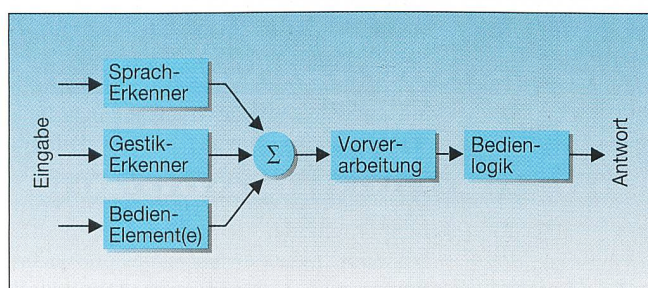 Eingabe
Sprach-
Erkenner
Gestik-
Erkenner
Bedien-
Element(e)
Σ
Vorver-
arbeitung
Bedien-
logik
Antwort